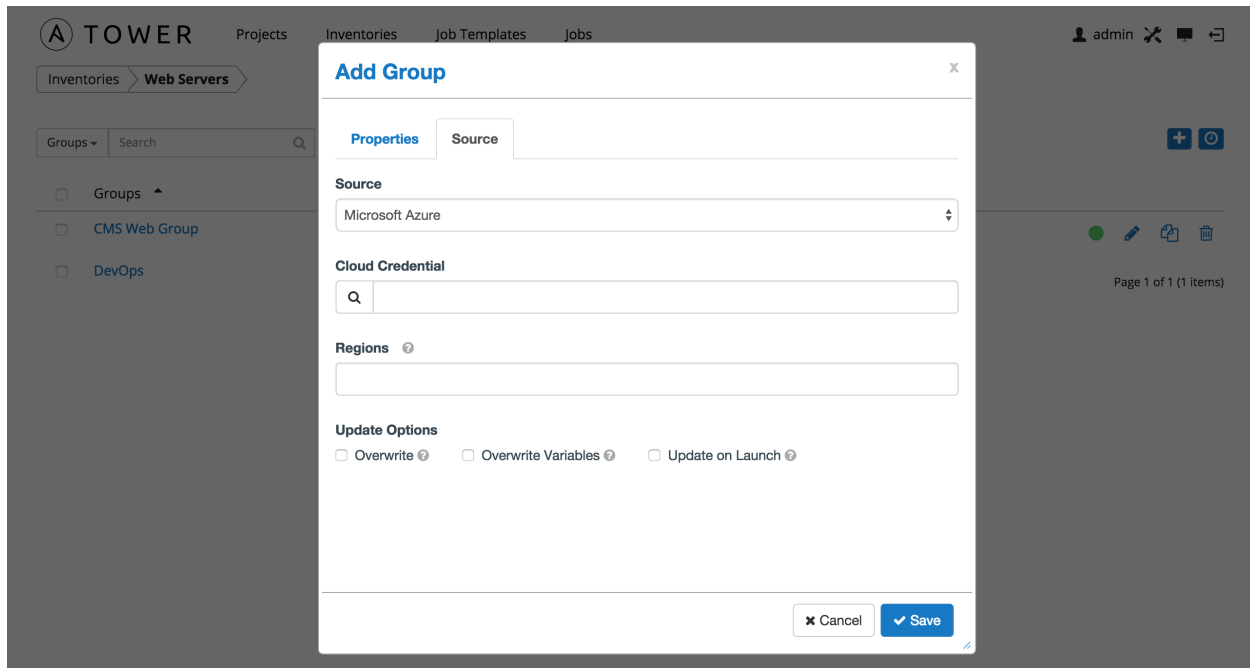 TOWER Projects Inventories Job Templates Jobs admin
Inventories Web Servers
Add Group x
Properties Source
Groups Search
Source
Groups
Microsoft Azure
CMS Web Group
Cloud Credential
DevOps
Page 1 of 1 (1 items)
Regions ?
Update Options
Overwrite ? Overwrite Variables ? Update on Launch ?
Cancel Save